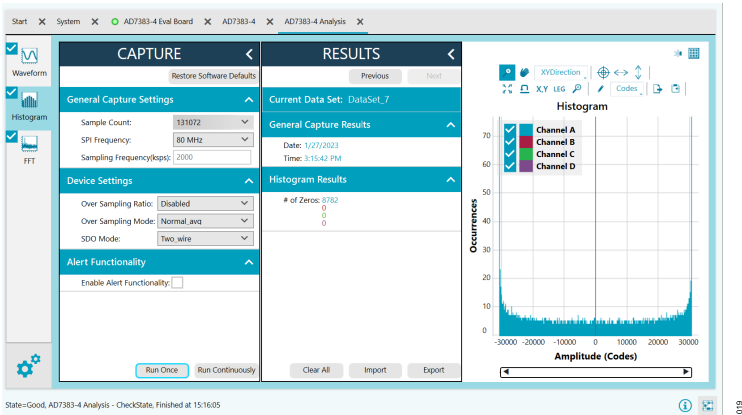 Start System AD7383-4 Eval Board AD7383-4 AD7383-4 Analysis
Waveform
Histogram
FFT
CAPTURE
Restore Software Defaults
General Capture Settings
Sample Count: 131072
SPI Frequency: 80 MHz
Sampling Frequency(ksps): 2000
Device Settings
Over Sampling Ratio: Disabled
Over Sampling Mode: Normal_avg
SDO Mode: Two_wire
Alert Functionality
Enable Alert Functionality:
Run Once Run Continuously
RESULTS
Previous Next
Current Data Set: DataSet_7
General Capture Results
Date: 1/27/2023
Time: 3:15:42 PM
Histogram Results
# of Zeros: 8782
0
0
0
Clear All Import Export
XYDirection
X,Y LEG Codes
Histogram
Channel A
Channel B
Channel C
Channel D
Occurrences
70
60
50
40
30
20
10
0
-30000 -20000 -10000 0 10000 20000 30000
Amplitude (Codes)
State=Good, AD7383-4 Analysis - CheckState, Finished at 15:16:05
019